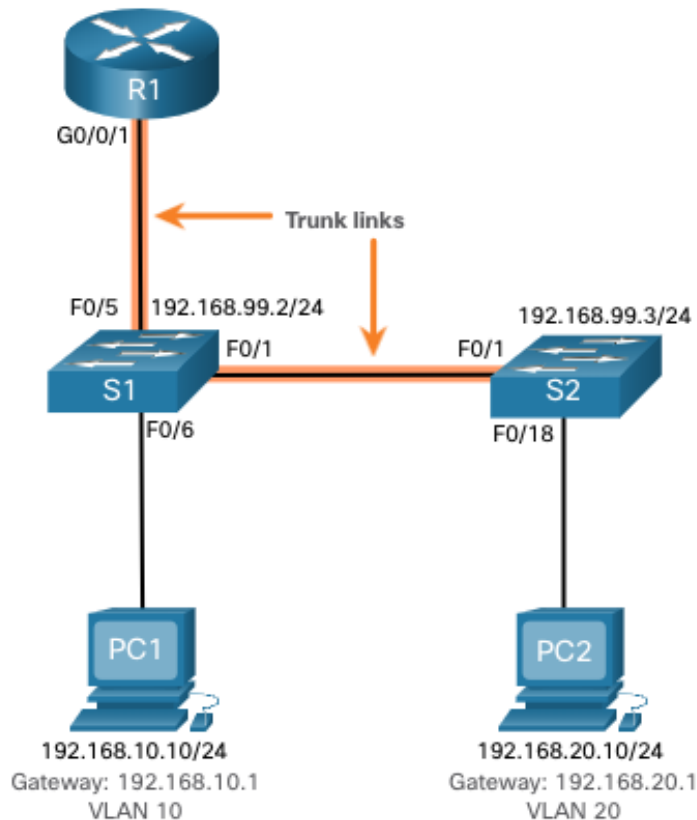 R1
G0/0/1
Trunk links
F0/5
192.168.99.2/24
192.168.99.3/24
F0/1
F0/1
S1
S2
F0/6
F0/18
PC1
PC2
192.168.10.10/24
Gateway: 192.168.10.1
VLAN 10
192.168.20.10/24
Gateway: 192.168.20.1
VLAN 20